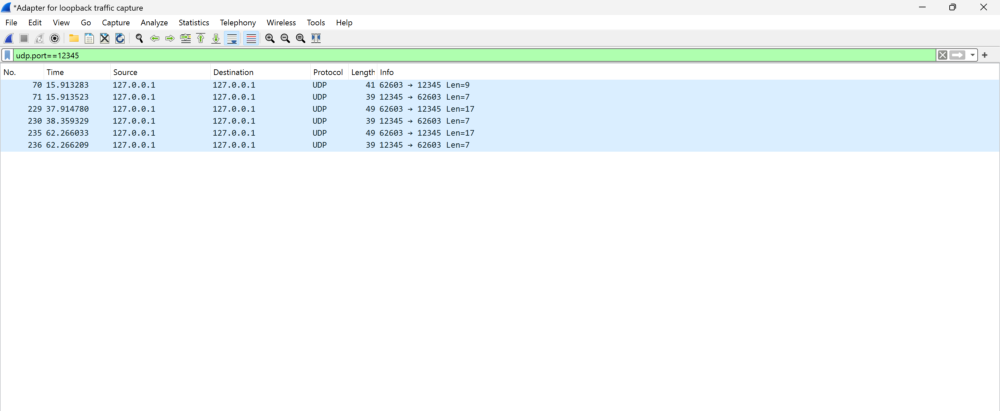 *Adapter for loopback traffic capture
File Edit View Go Capture Analyze Statistics Telephony Wireless Tools Help
udp.port==12345
No. Time Source Destination Protocol Length Info
70 15.913283 127.0.0.1 127.0.0.1 UDP 41 62603 → 12345 Len=9
71 15.913523 127.0.0.1 127.0.0.1 UDP 39 12345 → 62603 Len=7
229 37.914780 127.0.0.1 127.0.0.1 UDP 49 62603 → 12345 Len=17
230 38.359329 127.0.0.1 127.0.0.1 UDP 39 12345 → 62603 Len=7
235 62.266033 127.0.0.1 127.0.0.1 UDP 49 62603 → 12345 Len=17
236 62.266209 127.0.0.1 127.0.0.1 UDP 39 12345 → 62603 Len=7